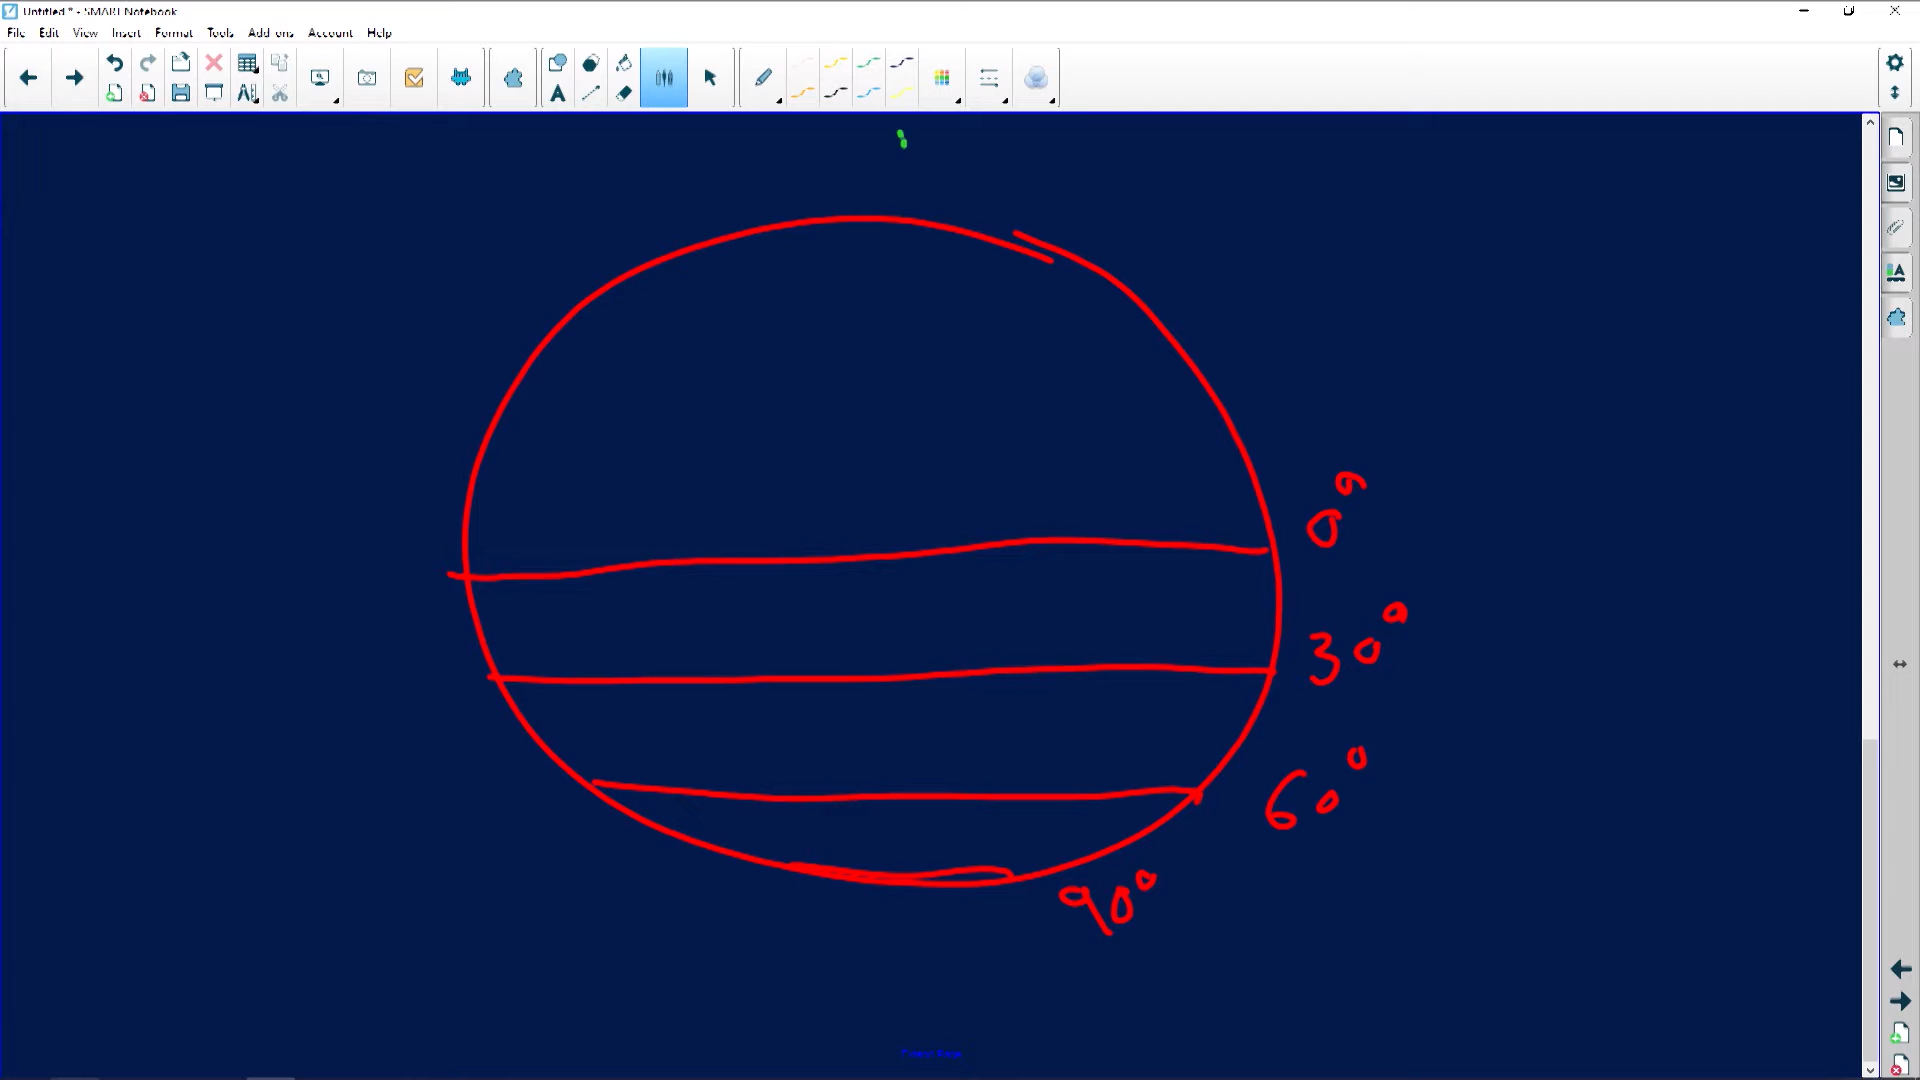 Untitled * - SMART Notebook
File Edit View Insert Format Tools Add-ons Account Help
0°
30°
60°
90°